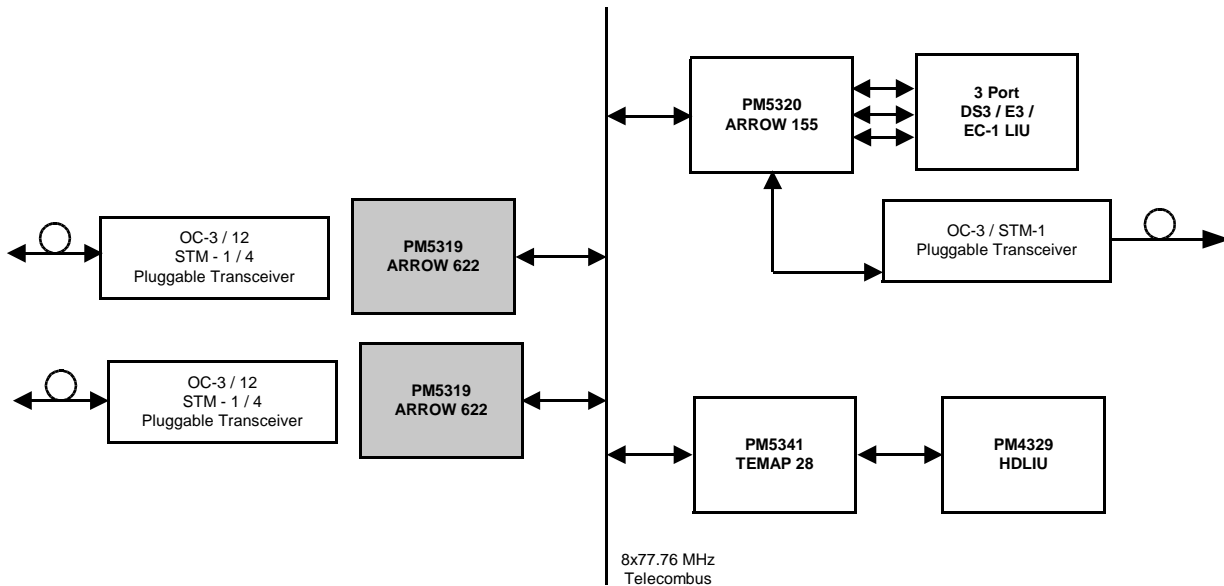 PM5320
ARROW 155
3 Port
DS3 / E3 /
EC-1 LIU
OC-3 / 12
STM - 1 / 4
Pluggable Transceiver
PM5319
ARROW 622
OC-3 / STM-1
Pluggable Transceiver
OC-3 / 12
STM - 1 / 4
Pluggable Transceiver
PM5319
ARROW 622
PM5341
TEMAP 28
PM4329
HDLIU
8x77.76 MHz
Telecombus